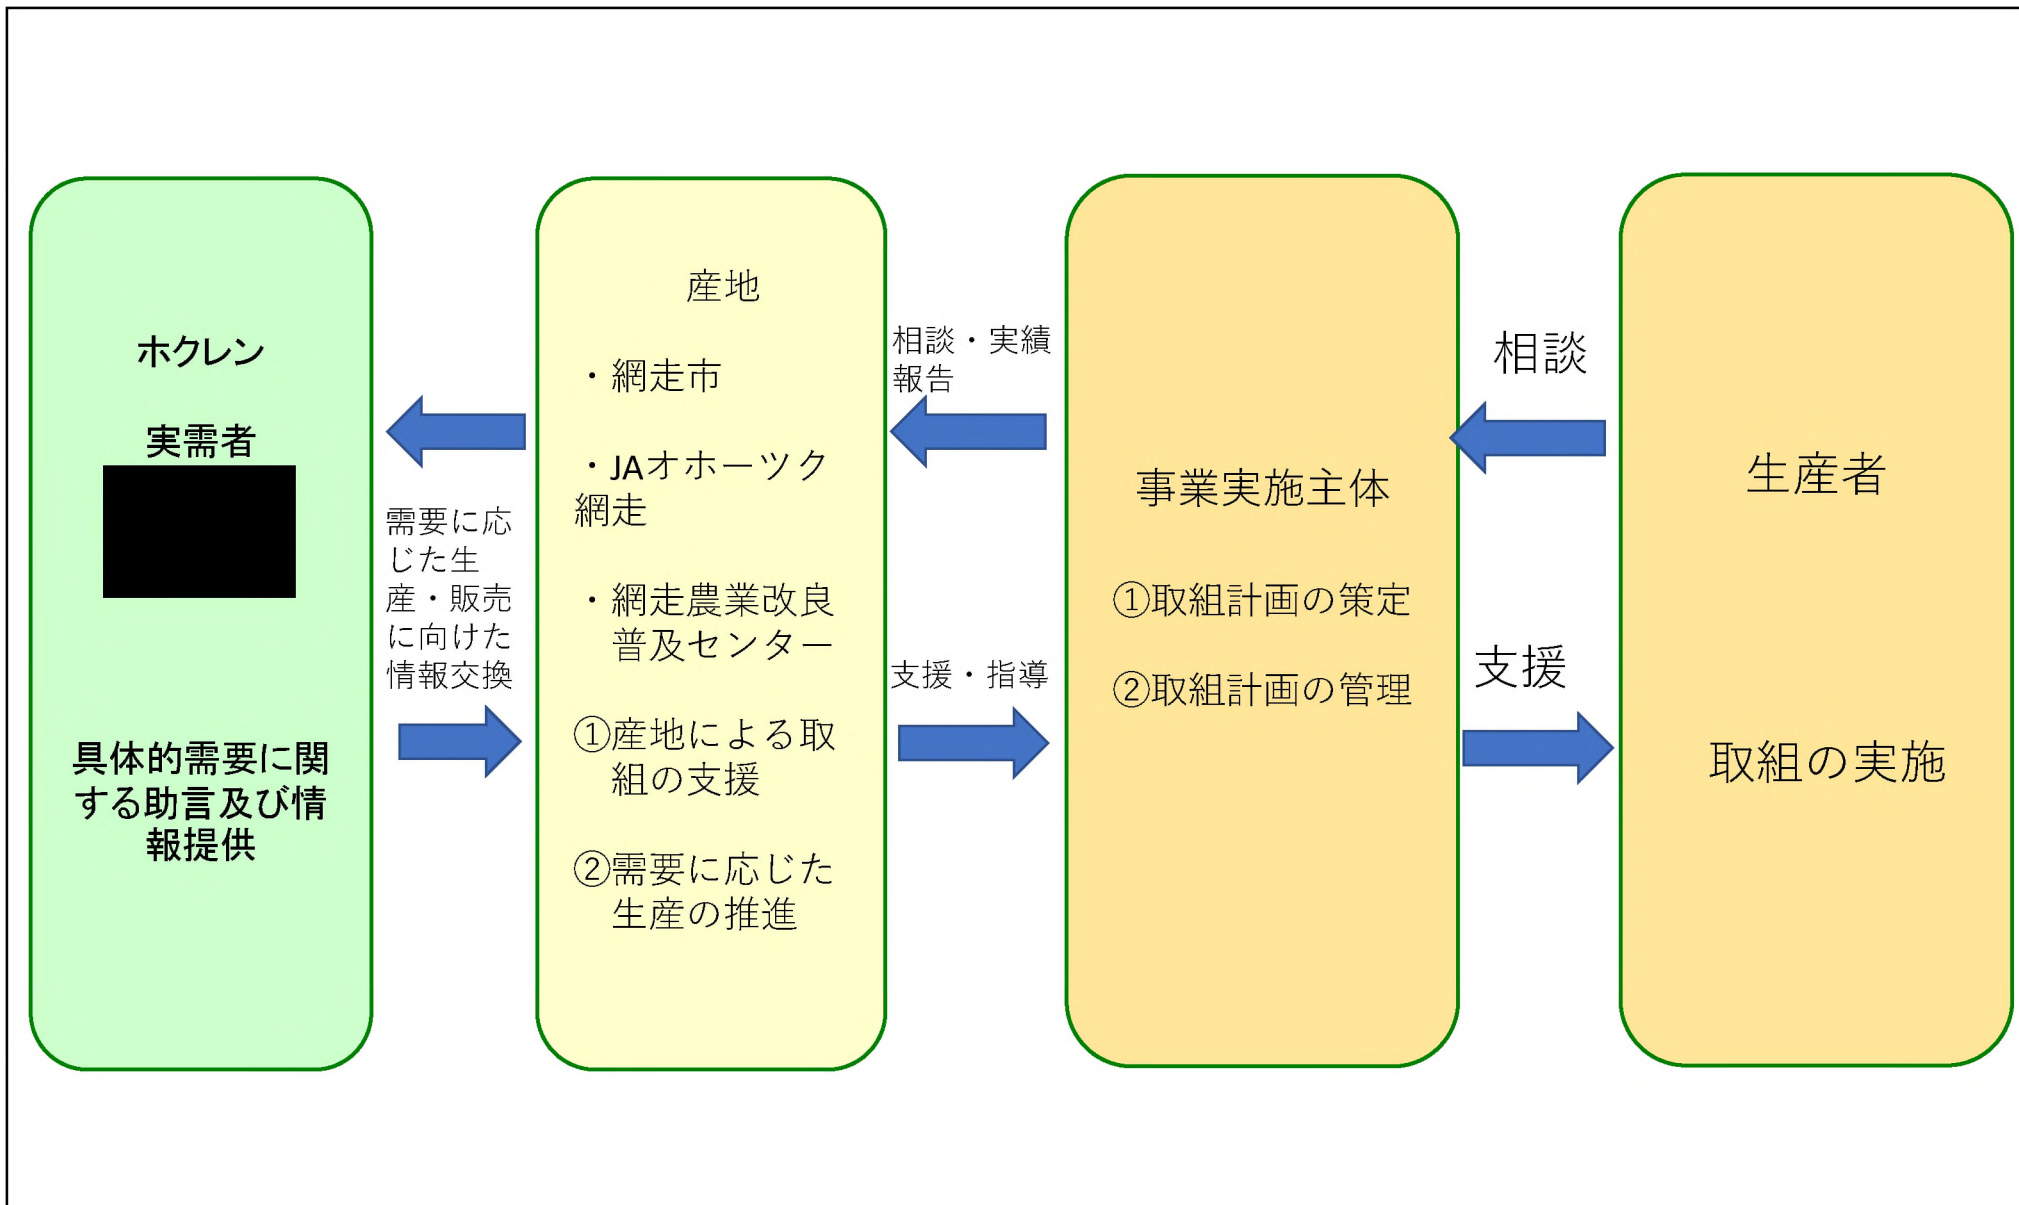 ホクレン
実需者
具体的需要に関
する助言及び情
報提供
需要に応
じた生
産・販売
に向けた
情報交換
産地
・網走市
・JAオホーツク
網走
・網走農業改良
普及センター
①産地による取
組の支援
②需要に応じた
生産の推進
相談・実績
報告
支援・指導
事業実施主体
①取組計画の策定
②取組計画の管理
相談
支援
生産者
取組の実施